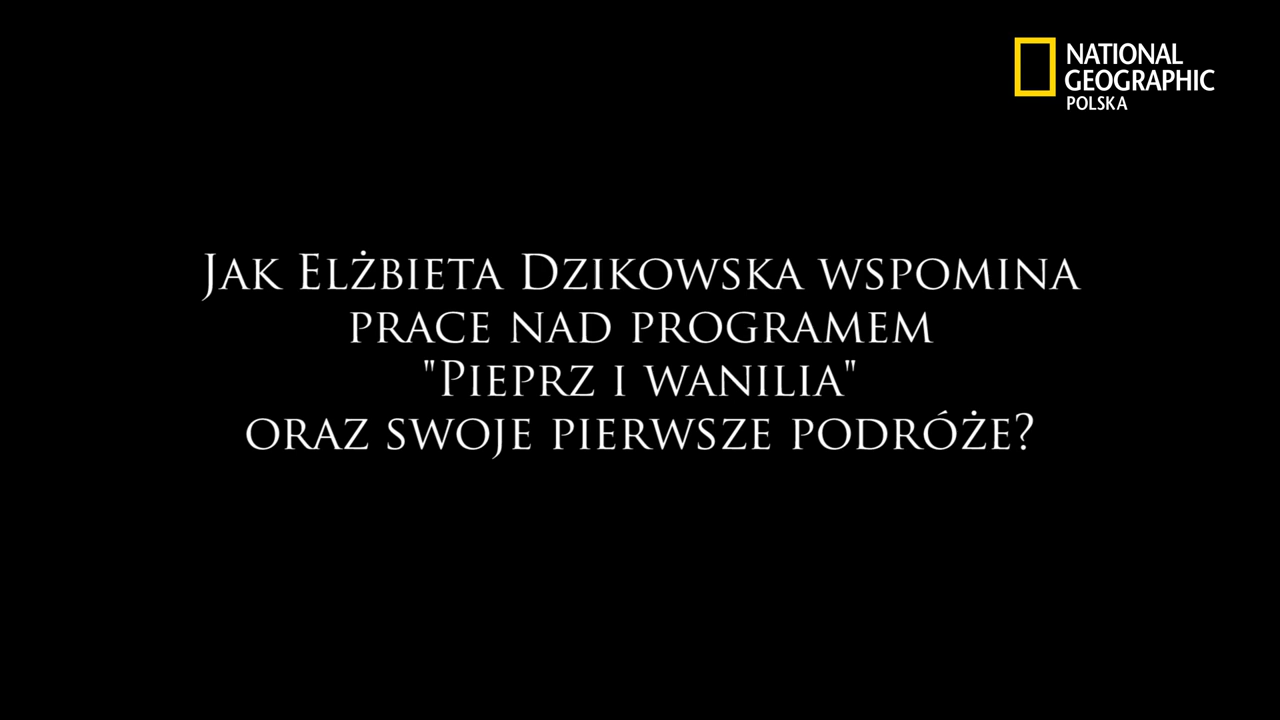 NATIONAL
GEOGRAPHIC
POLSKA
Jak Elżbieta Dzikowska wspomina
prace nad programem
"Pieprz i wanilia"
oraz swoje pierwsze podróże?